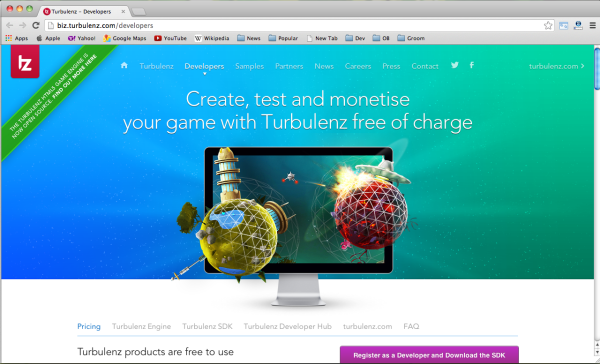 Turbulenz – Developers
biz.turbulenz.com/developers
Apps Apple Yahoo! Google Maps YouTube Wikipedia News Popular New Tab Dev OB Groom
tz
THE TURBULENZ HTML5 GAME ENGINE IS
NOW OPEN SOURCE. FIND OUT MORE HERE
Turbulenz Developers Samples Partners News Careers Press Contact turbulenz.com
Create, test and monetise
your game with Turbulenz free of charge
Pricing Turbulenz Engine Turbulenz SDK Turbulenz Developer Hub turbulenz.com FAQ
Turbulenz products are free to use
Register as a Developer and Download the SDK